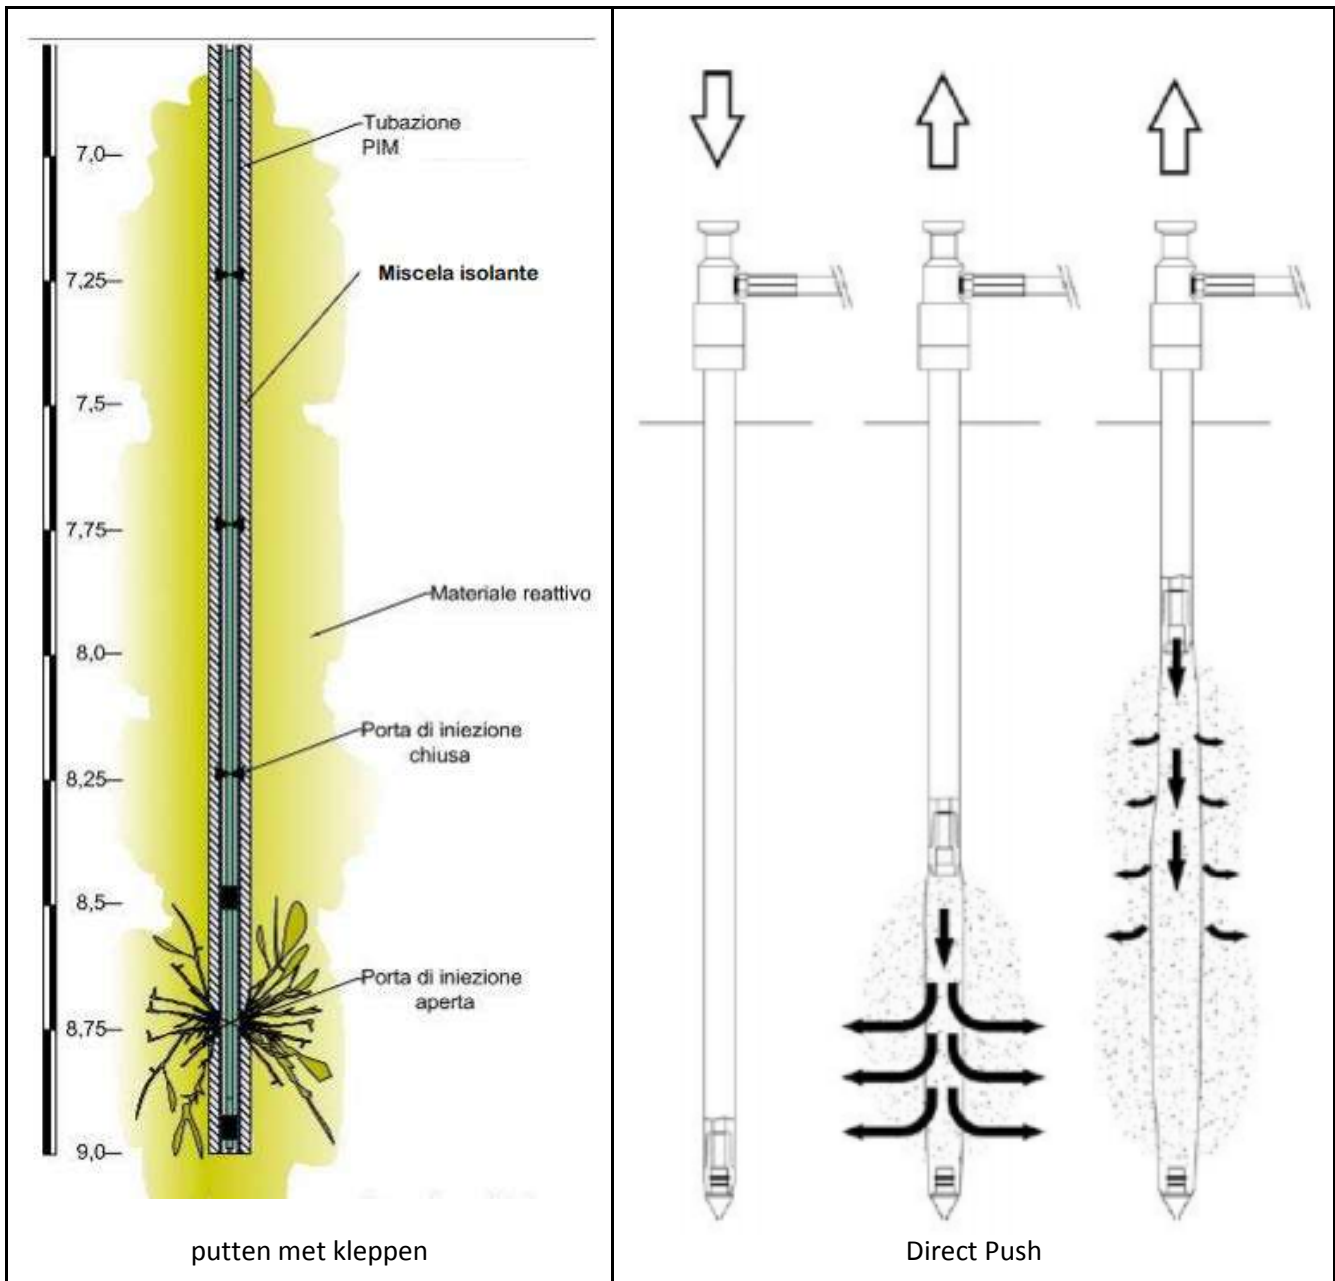 Tubazione
PIM
7,0
Miscela isolante
7,25
7,5
7,75
Materiale reattivo
8,0
Porta di iniezione
chiusa
8,25
8,5
Porta di iniezione
aperta
8,75
9,0
putten met kleppen
Direct Push